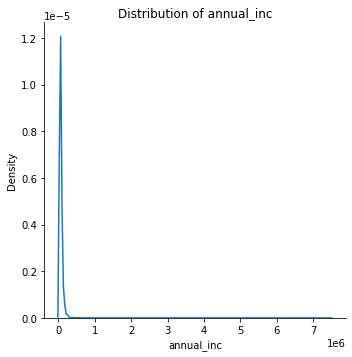 Distribution of annual_inc
1e−5
1.2
1.0
0.8
0.6
0.4
0.2
0.0
Density
0 1 2 3 4 5 6 7
1e6
annual_inc